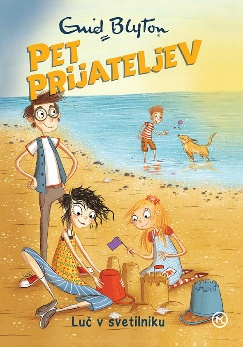 Enid Blyton
PET
PRIJATELJEV
Luč v svetilniku